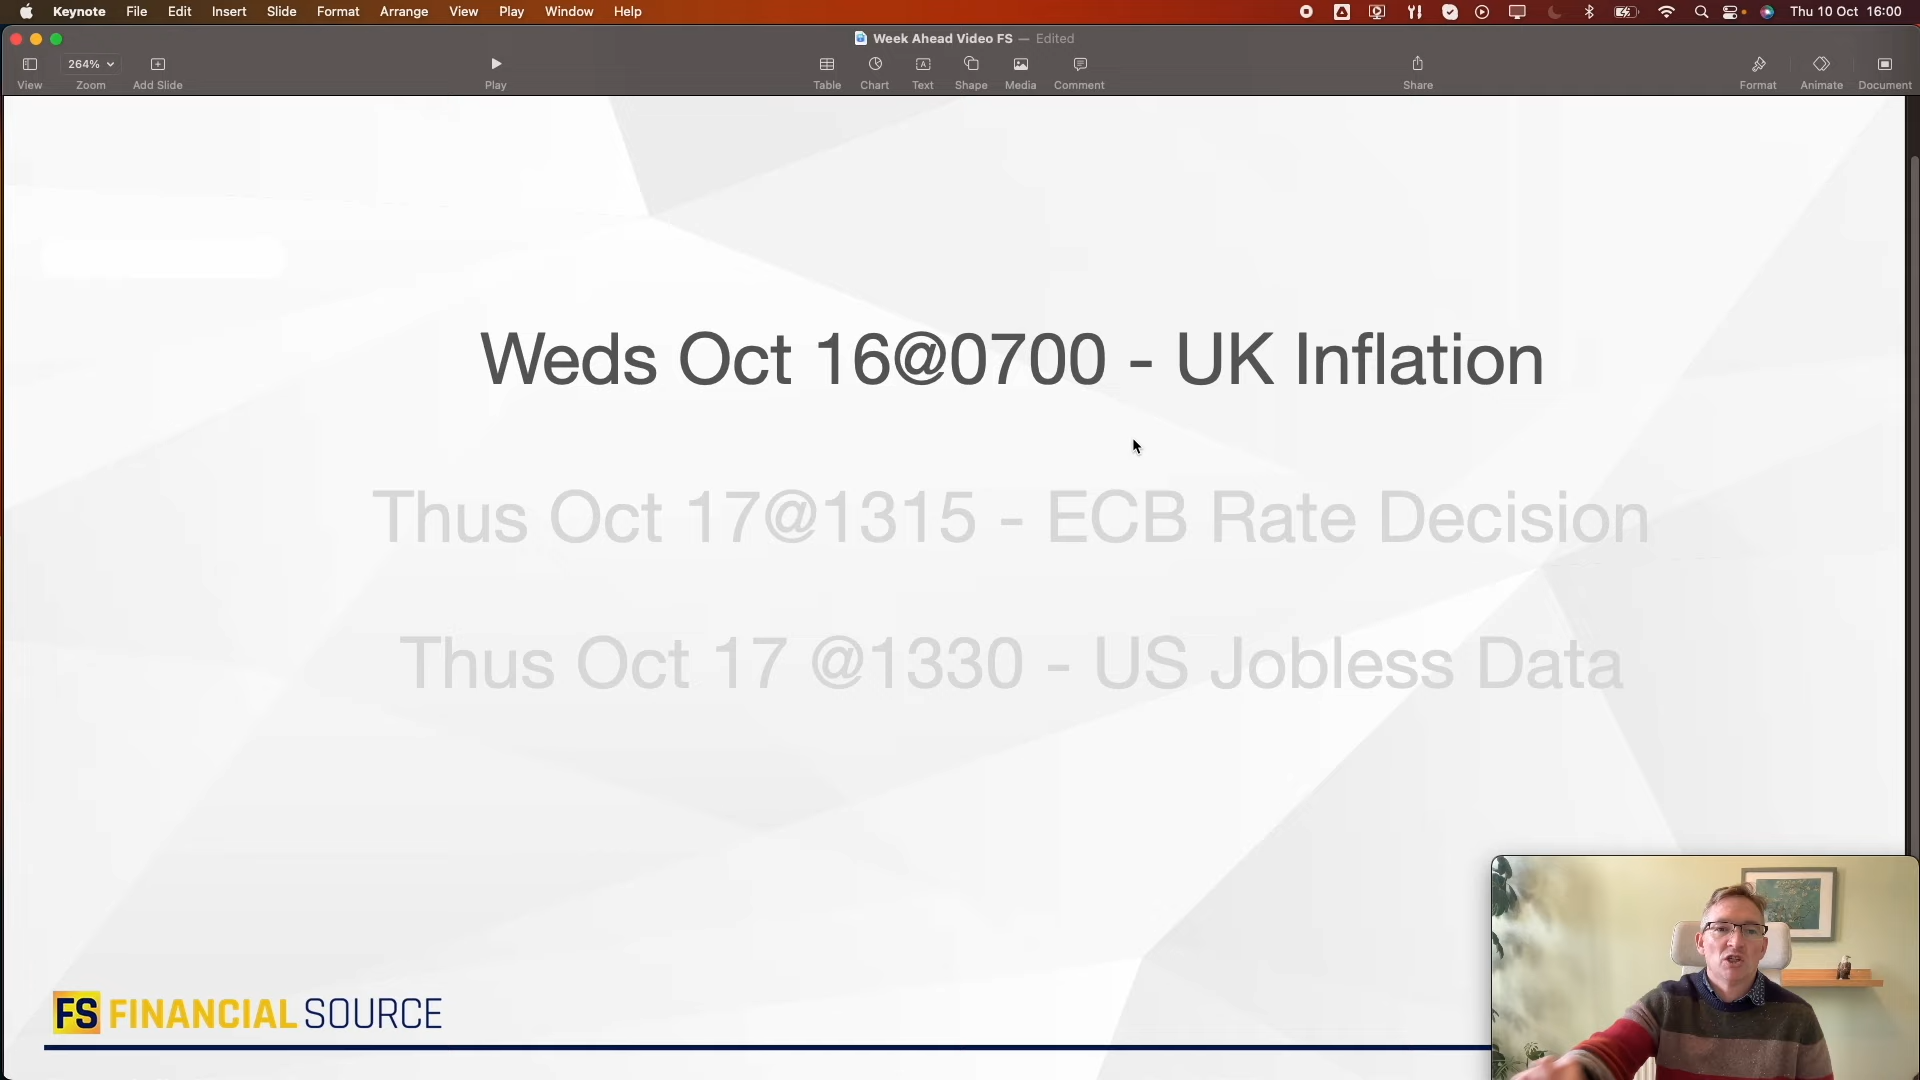 Keynote File Edit Insert Slide Format Arrange View Play Window Help Thu 10 Oct 16:00
Week Ahead Video FS — Edited
264%
View Zoom Add Slide Play Table Chart Text Shape Media Comment Share Format Animate Document
Weds Oct 16@0700 - UK Inflation
Thus Oct 17@1315 - ECB Rate Decision
Thus Oct 17 @1330 - US Jobless Data
FS FINANCIAL SOURCE